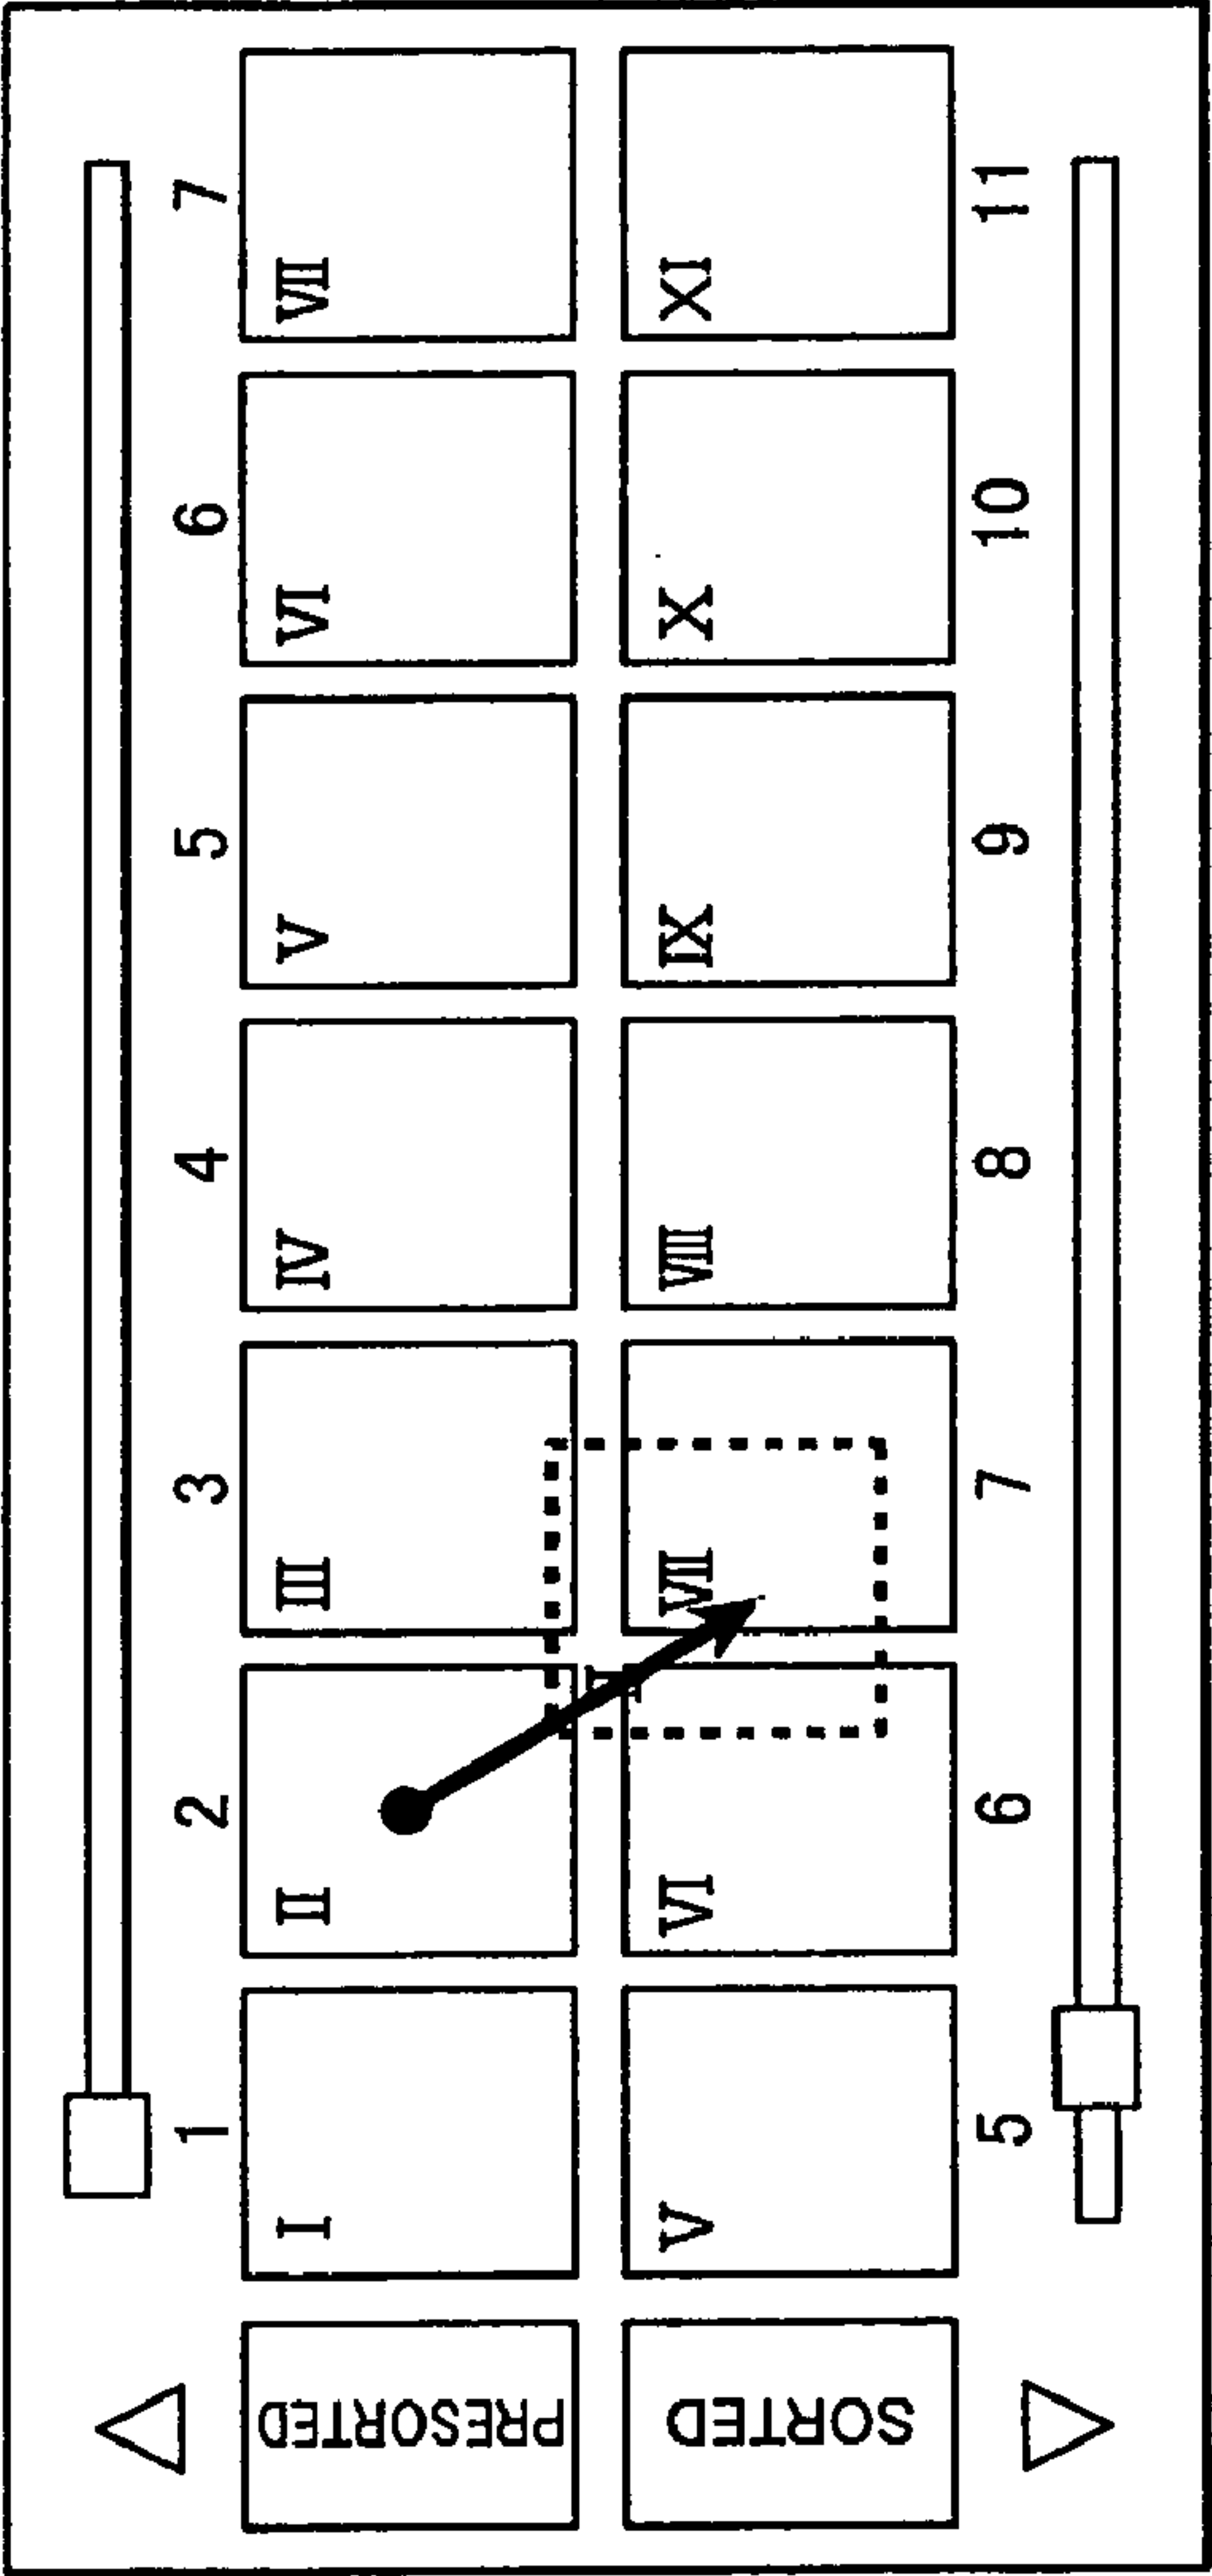 1 2 3 4 5 6 7
PRESORTED I II III IV V VI VII
SORTED V VI VII VIII IX X XI
5 6 7 8 9 10 11